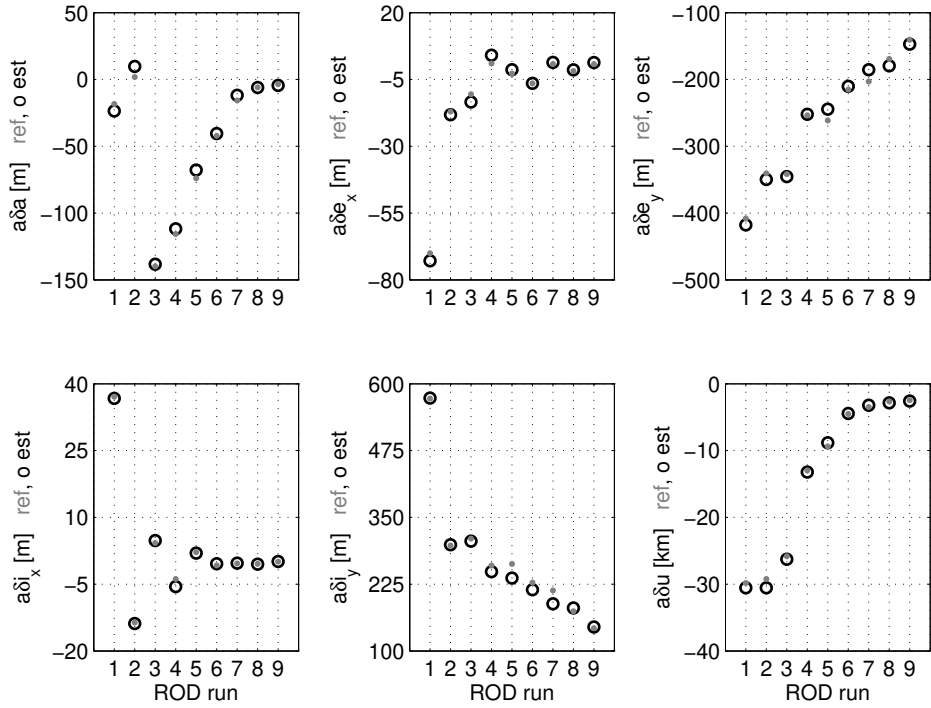 50
0
−50
−100
−150
aδa [m] ref, o est
1 2 3 4 5 6 7 8 9
20
−5
−30
−55
−80
aδe_x [m] ref, o est
1 2 3 4 5 6 7 8 9
−100
−200
−300
−400
−500
aδe_y [m] ref, o est
1 2 3 4 5 6 7 8 9
40
25
10
−5
−20
aδi_x [m] ref, o est
1 2 3 4 5 6 7 8 9
ROD run
600
475
350
225
100
aδi_y [m] ref, o est
1 2 3 4 5 6 7 8 9
ROD run
0
−10
−20
−30
−40
aδu [km] ref, o est
1 2 3 4 5 6 7 8 9
ROD run